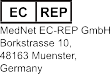 EC REP
MedNet EC-REP GmbH
Borkstrasse 10,
48163 Muenster,
Germany